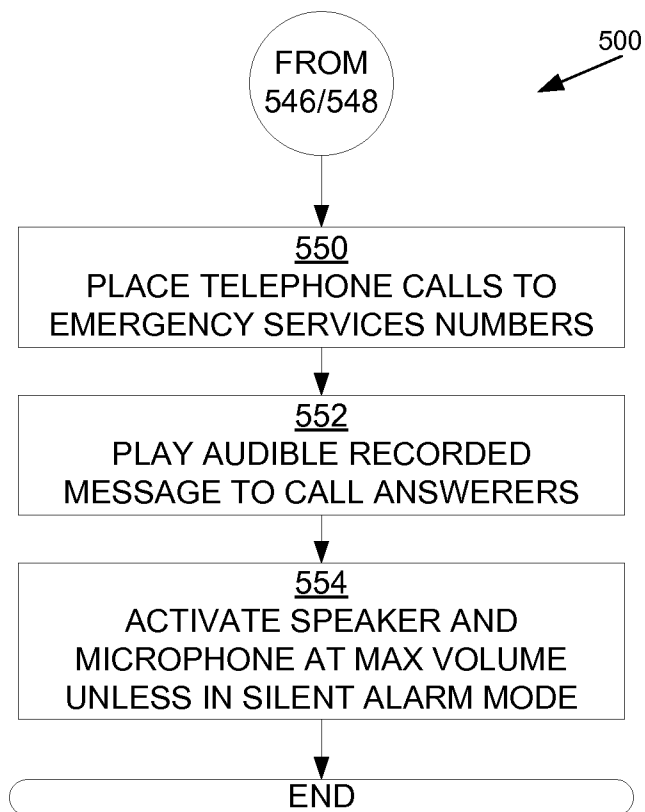 FROM
546/548
500
550
PLACE TELEPHONE CALLS TO
EMERGENCY SERVICES NUMBERS
552
PLAY AUDIBLE RECORDED
MESSAGE TO CALL ANSWERERS
554
ACTIVATE SPEAKER AND
MICROPHONE AT MAX VOLUME
UNLESS IN SILENT ALARM MODE
END